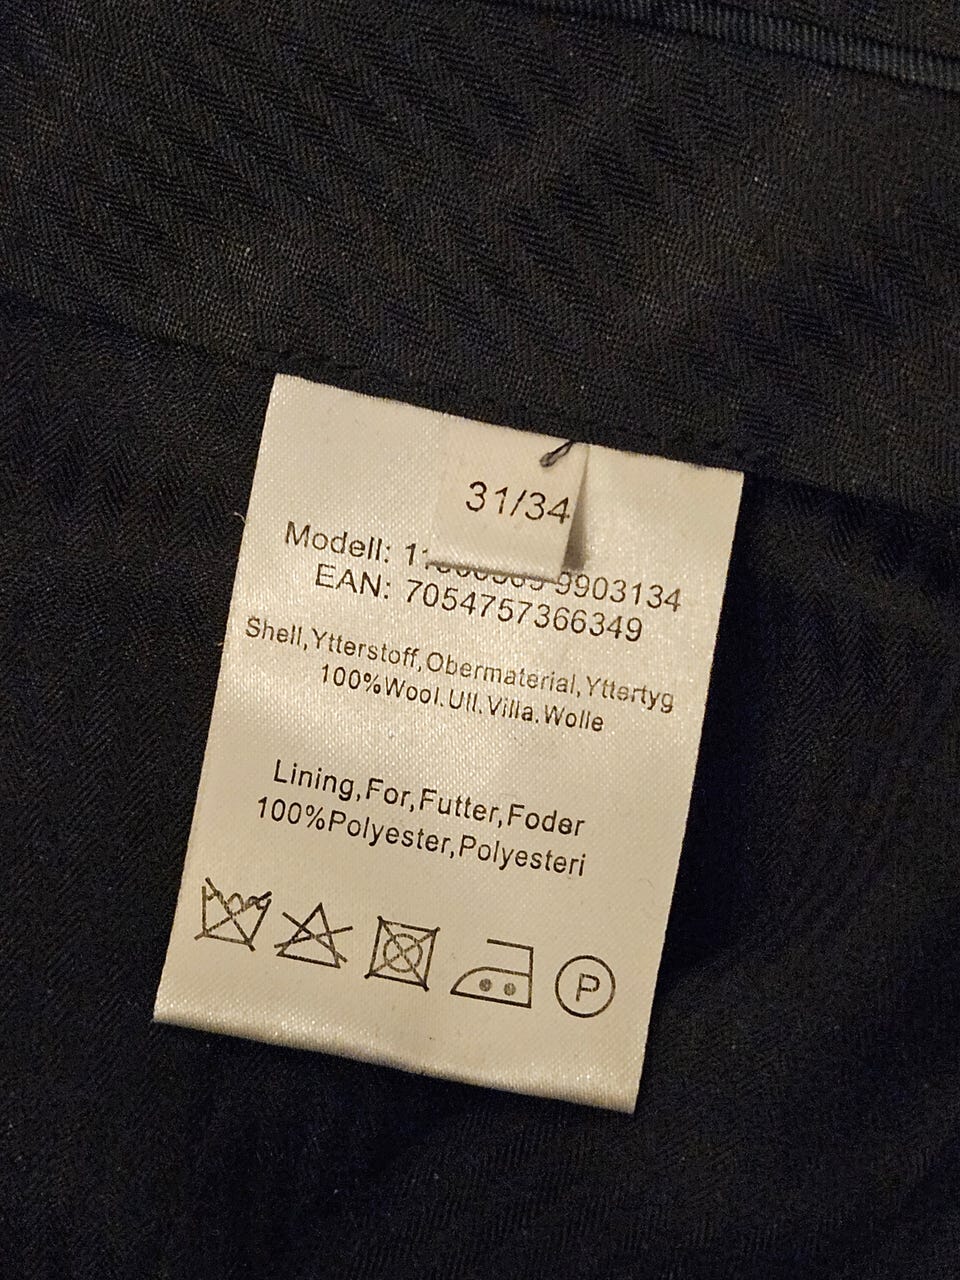 31/34
Modell: 9903134
EAN: 7054757366349
Shell,Ytterstoff,Obermaterial,Yttertyg
100%Wool.Ull.Villa.Wolle
Lining,For,Futter,Foder
100%Polyester,Polyesteri
P